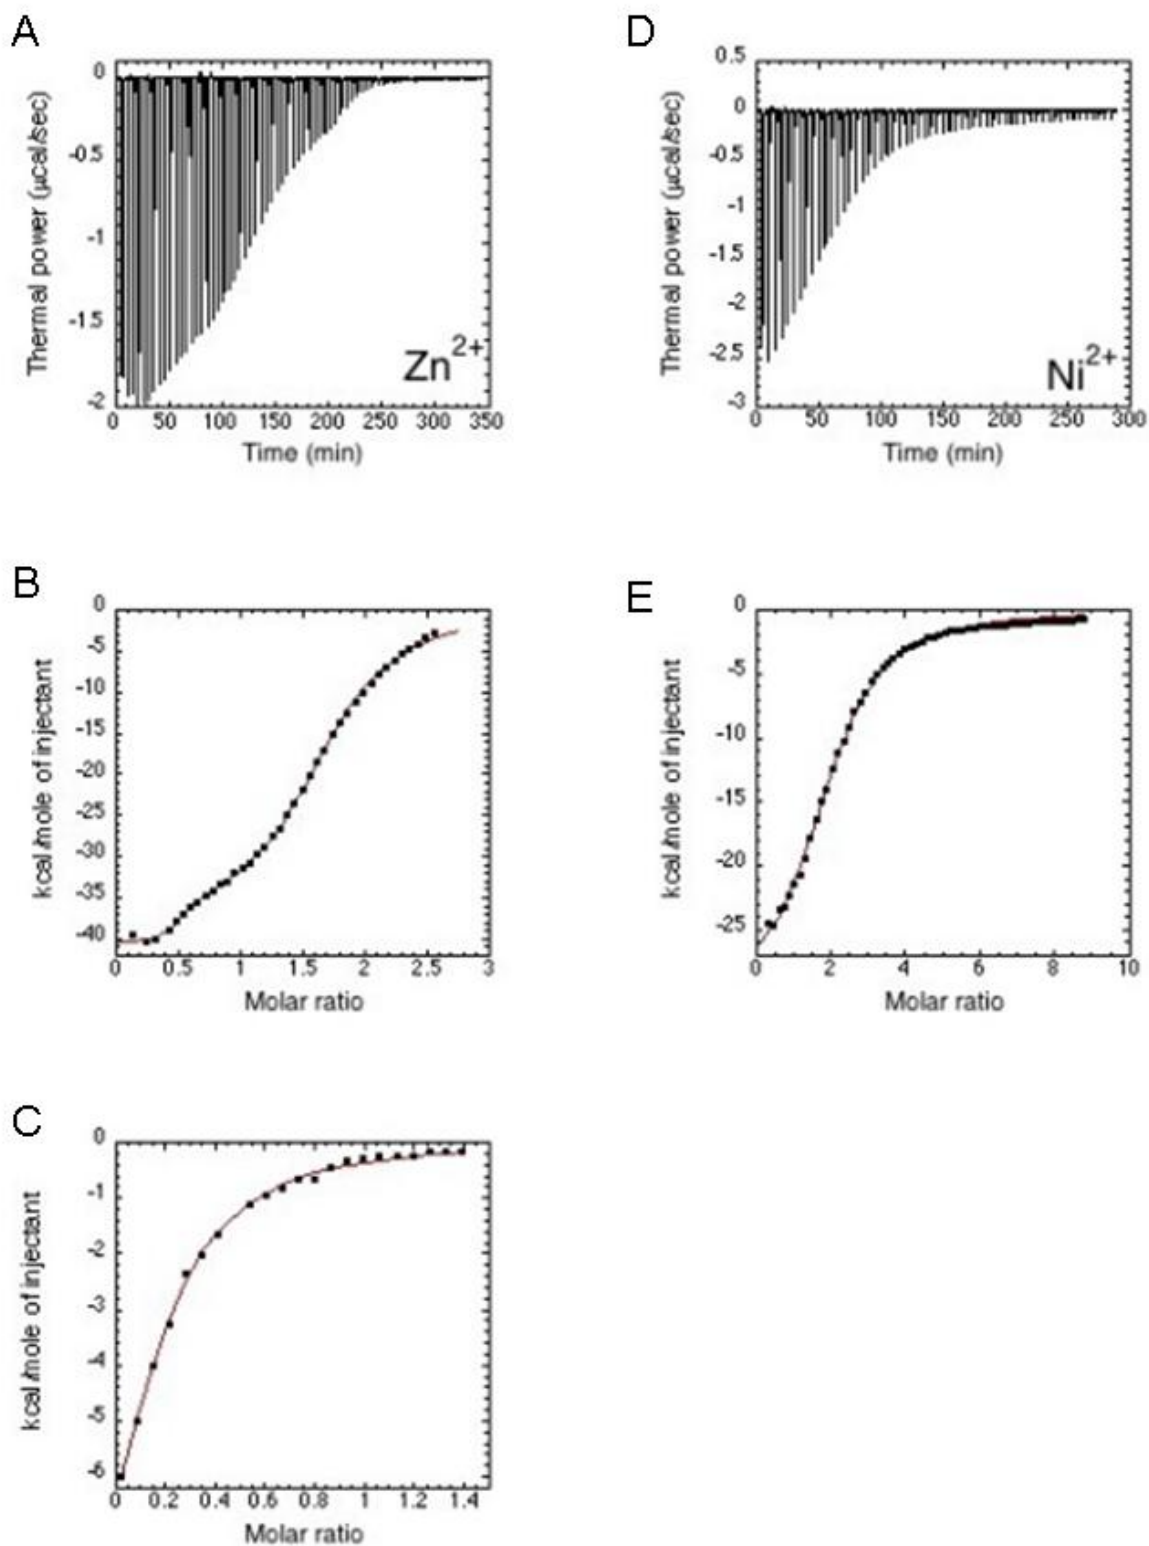 A
D
0
-0.5
-1
-1.5
-2
Thermal power (µcal/sec)
Zn2+
0 50 100 150 200 250 300 350
Time (min)
0.5
0
-0.5
-1
-1.5
-2
-2.5
-3
Thermal power (µcal/sec)
Ni2+
0 50 100 150 200 250 300
Time (min)
B
E
0
-5
-10
-15
-20
-25
-30
-35
-40
kcal/mole of injectant
0 0.5 1 1.5 2 2.5 3
Molar ratio
0
-5
-10
-15
-20
-25
kcal/mole of injectant
0 2 4 6 8 10
Molar ratio
C
0
-1
-2
-3
-4
-5
-6
kcal/mole of injectant
0 0.2 0.4 0.6 0.8 1 1.2 1.4
Molar ratio